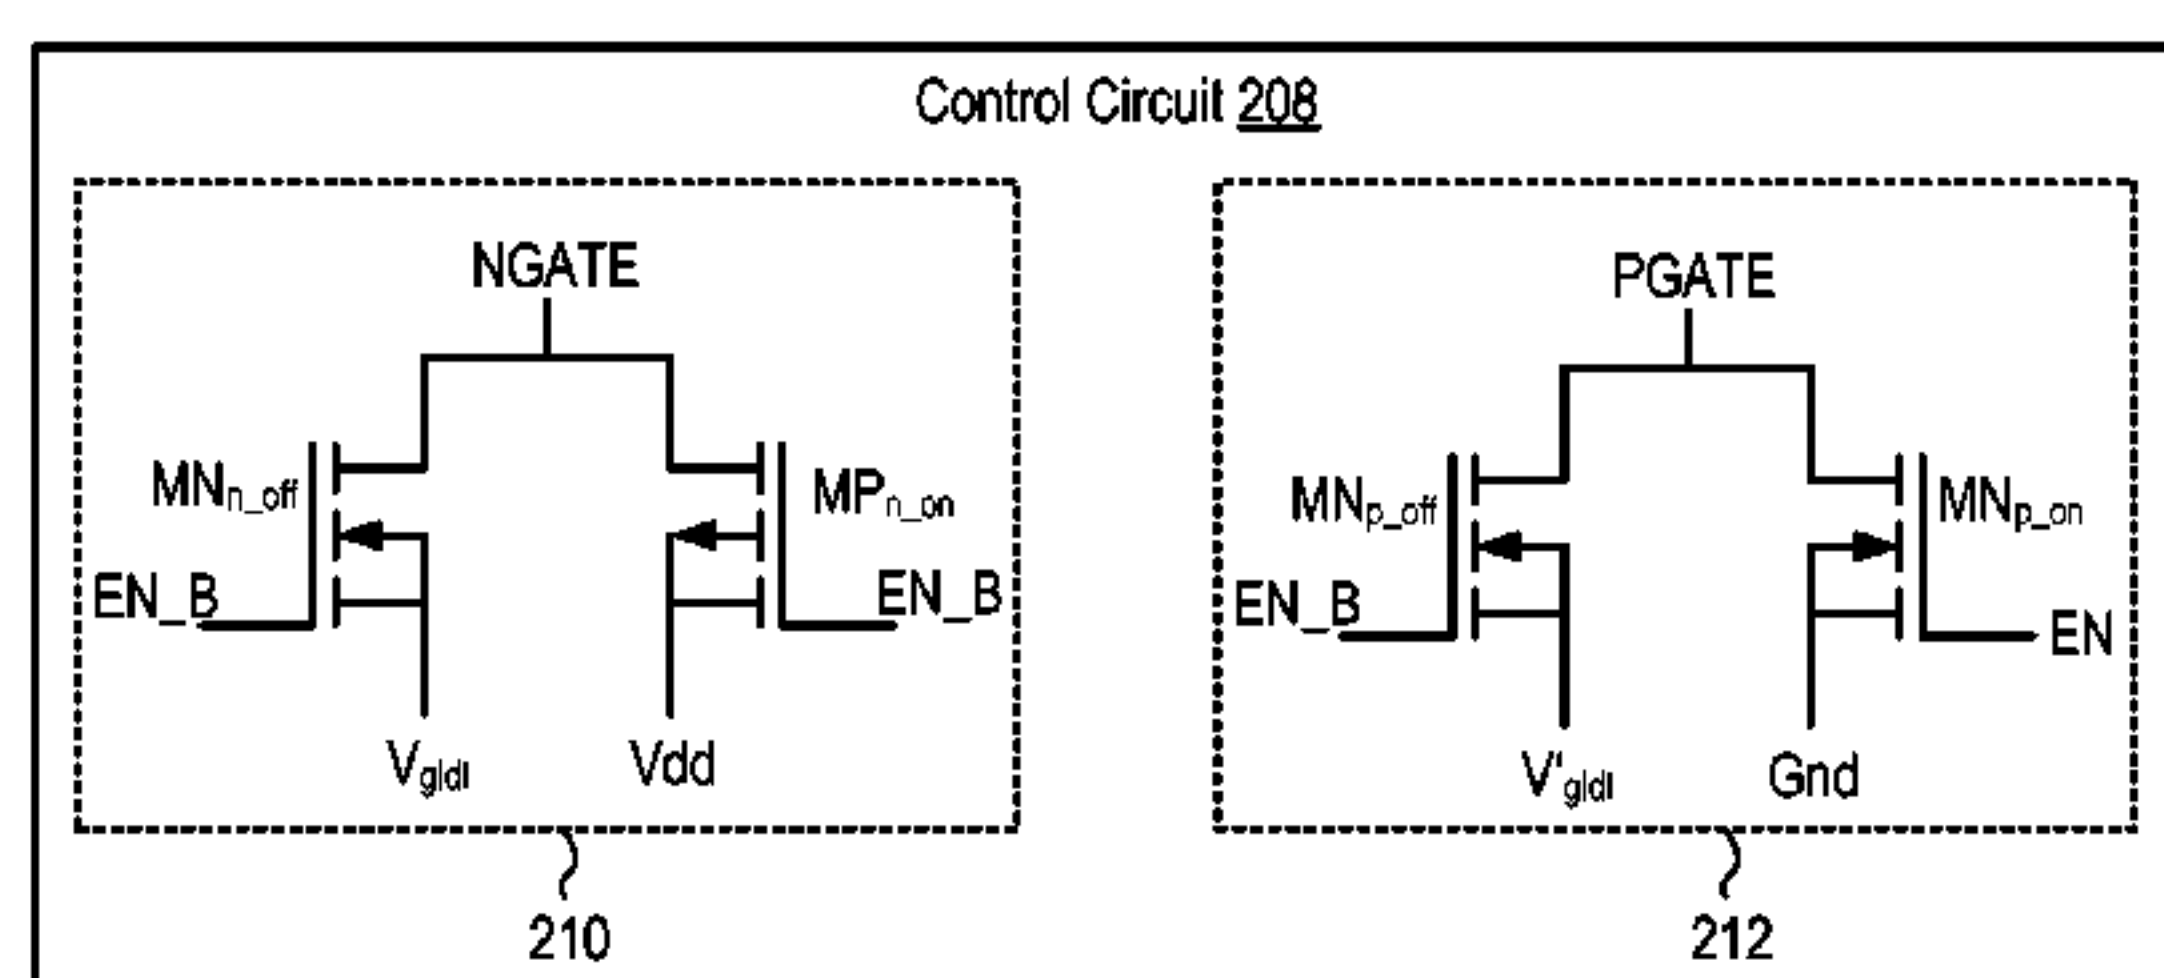 Control Circuit 208
NGATE
PGATE
MNn_off
MPn_on
MNp_off
MNp_on
EN_B
EN_B
EN_B
EN
Vgldl
Vdd
V'gldl
Gnd
210
212